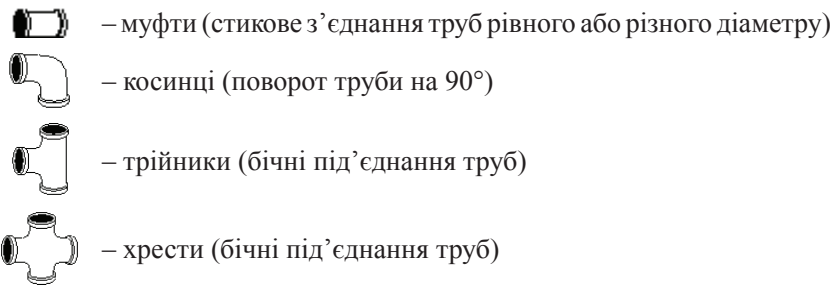 – муфти (стикове з’єднання труб рівного або різного діаметру)
– косинці (поворот труби на 90°)
– трійники (бічні під’єднання труб)
– хрести (бічні під’єднання труб)